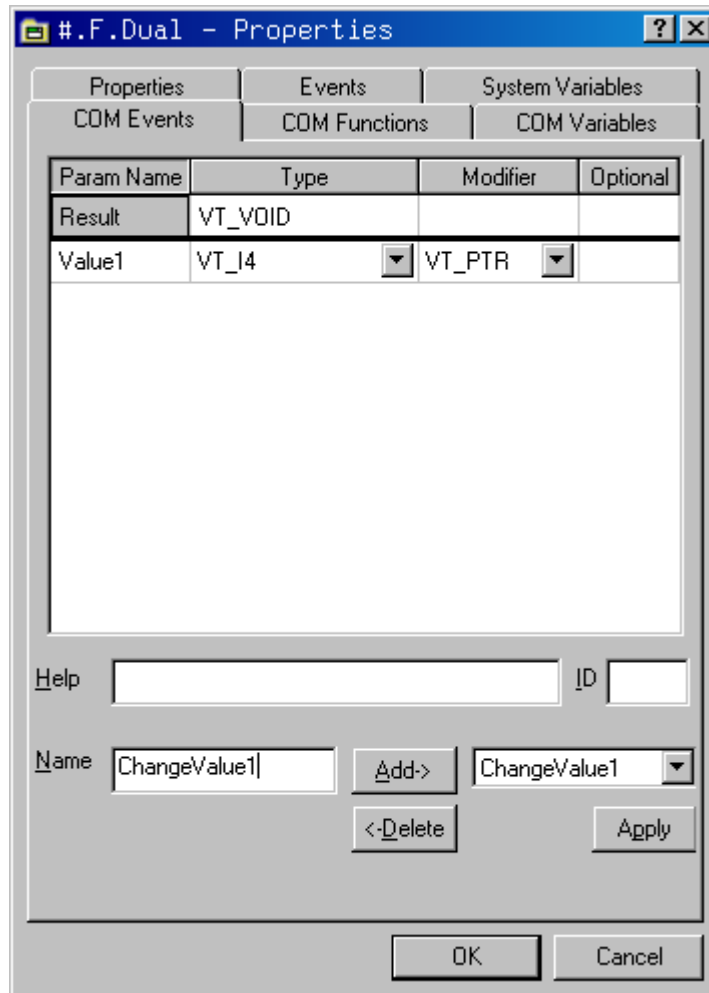 #.F.Dual - Properties ? X
Properties Events System Variables
COM Events COM Functions COM Variables
Param Name Type Modifier Optional
Result VT_VOID
Value1 VT_I4 VT_PTR
Help ID
Name ChangeValue1 Add-> ChangeValue1
<-Delete Apply
OK Cancel